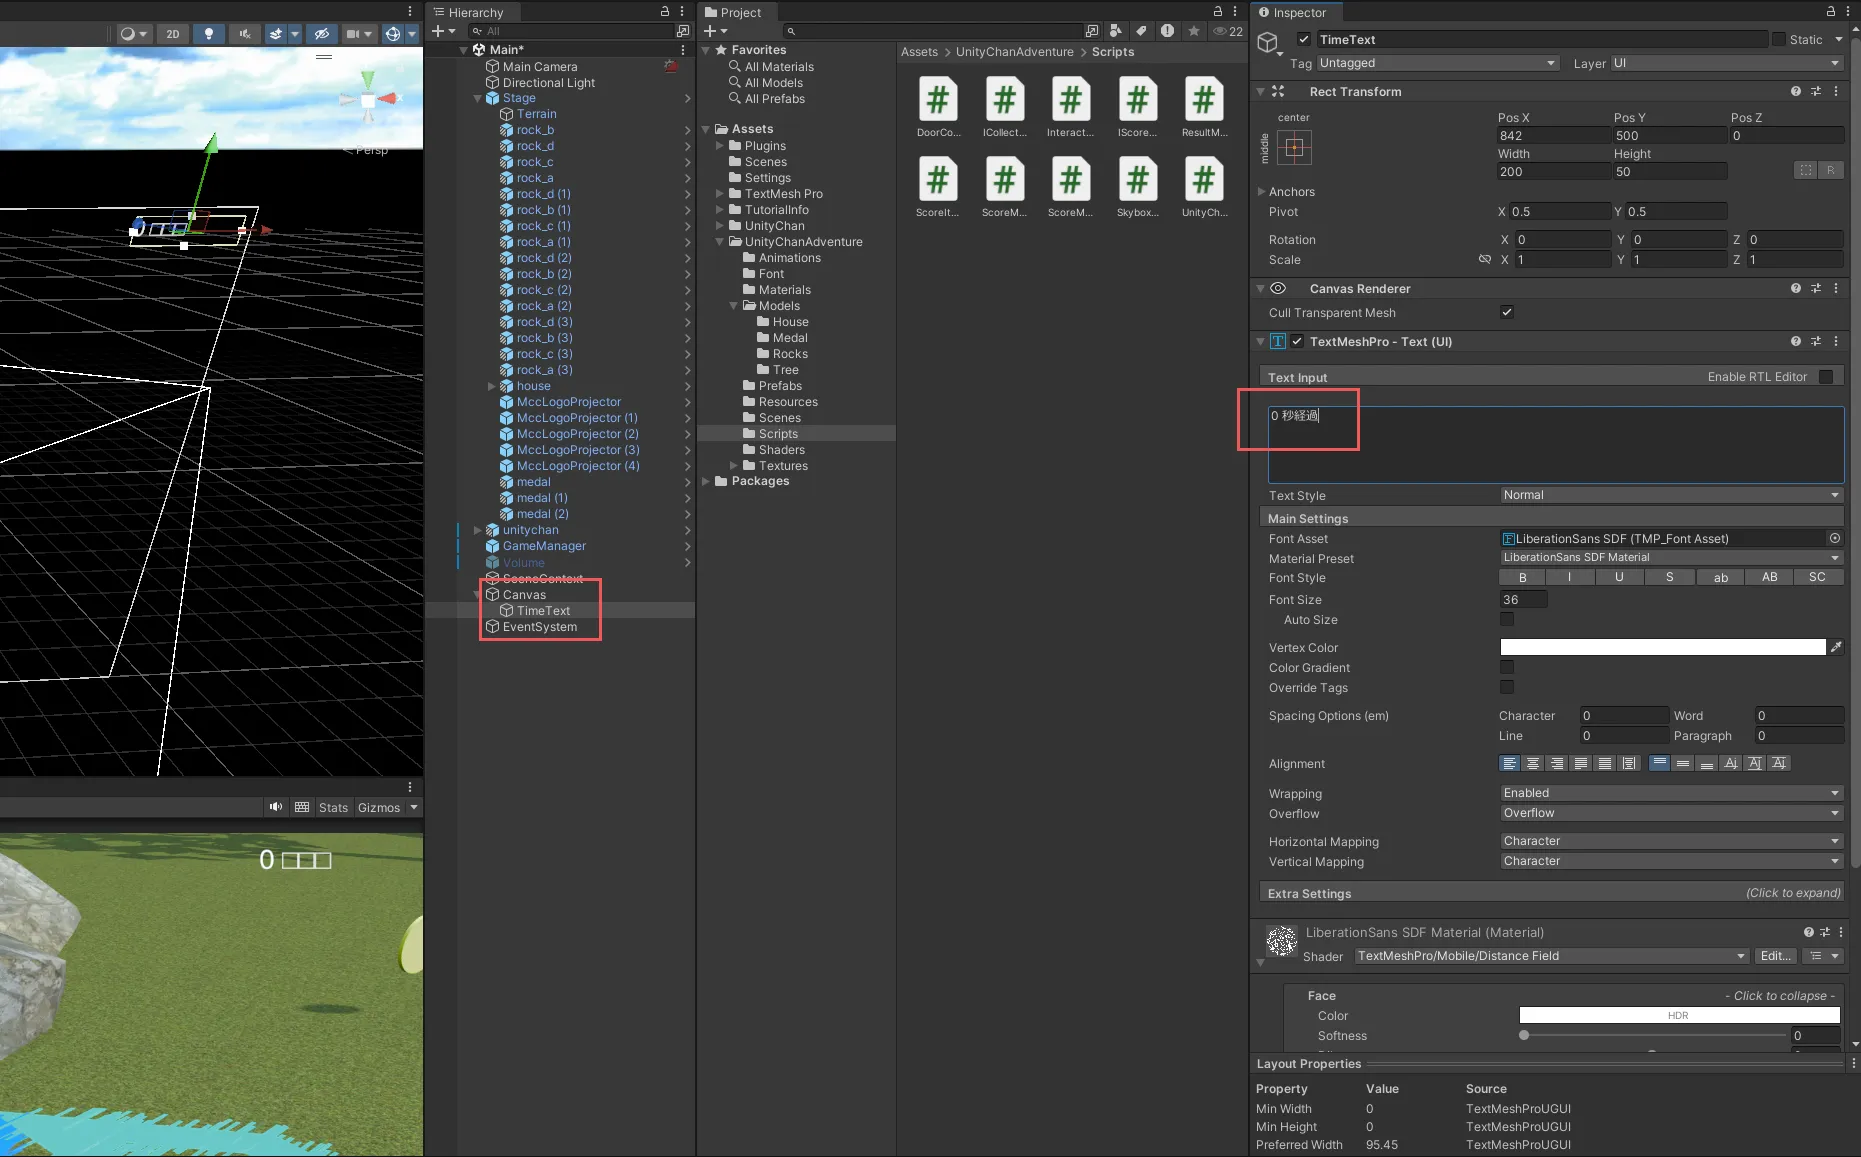 2D
Persp
Stats
Gizmos
0
Hierarchy
All
Main*
Main Camera
Directional Light
Stage
Terrain
rock_b
rock_d
rock_c
rock_a
rock_d (1)
rock_b (1)
rock_c (1)
rock_a (1)
rock_d (2)
rock_b (2)
rock_c (2)
rock_a (2)
rock_d (3)
rock_b (3)
rock_c (3)
rock_a (3)
house
MccLogoProjector
MccLogoProjector (1)
MccLogoProjector (2)
MccLogoProjector (3)
MccLogoProjector (4)
medal
medal (1)
medal (2)
unitychan
GameManager
Volume
SceneContext
Canvas
TimeText
EventSystem
Project
22
Favorites
All Materials
All Models
All Prefabs
Assets
Plugins
Scenes
Settings
TextMesh Pro
TutorialInfo
UnityChan
UnityChanAdventure
Animations
Font
Materials
Models
House
Medal
Rocks
Tree
Prefabs
Resources
Scenes
Scripts
Shaders
Textures
Packages
Assets > UnityChanAdventure > Scripts
DoorCo... ICollect... Interact... IScore... ResultM...
ScoreIt... ScoreM... ScoreM... Skybox... UnityCh...
Inspector
TimeText Static
Tag Untagged Layer UI
Rect Transform
center
middle
Pos X Pos Y Pos Z
842 500 0
Width Height
200 50
R
Anchors
Pivot X 0.5 Y 0.5
Rotation X 0 Y 0 Z 0
Scale X 1 Y 1 Z 1
Canvas Renderer
Cull Transparent Mesh
TextMeshPro - Text (UI)
Text Input Enable RTL Editor
0 秒経過
Text Style Normal
Main Settings
Font Asset LiberationSans SDF (TMP_Font Asset)
Material Preset LiberationSans SDF Material
Font Style B I U S ab AB SC
Font Size 36
Auto Size
Vertex Color
Color Gradient
Override Tags
Spacing Options (em) Character 0 Word 0
Line 0 Paragraph 0
Alignment
Wrapping Enabled
Overflow Overflow
Horizontal Mapping Character
Vertical Mapping Character
Extra Settings (Click to expand)
LiberationSans SDF Material (Material)
Shader TextMeshPro/Mobile/Distance Field Edit...
Face - Click to collapse -
Color HDR
Softness 0
Layout Properties
Property Value Source
Min Width 0 TextMeshProUGUI
Min Height 0 TextMeshProUGUI
Preferred Width 95.45 TextMeshProUGUI